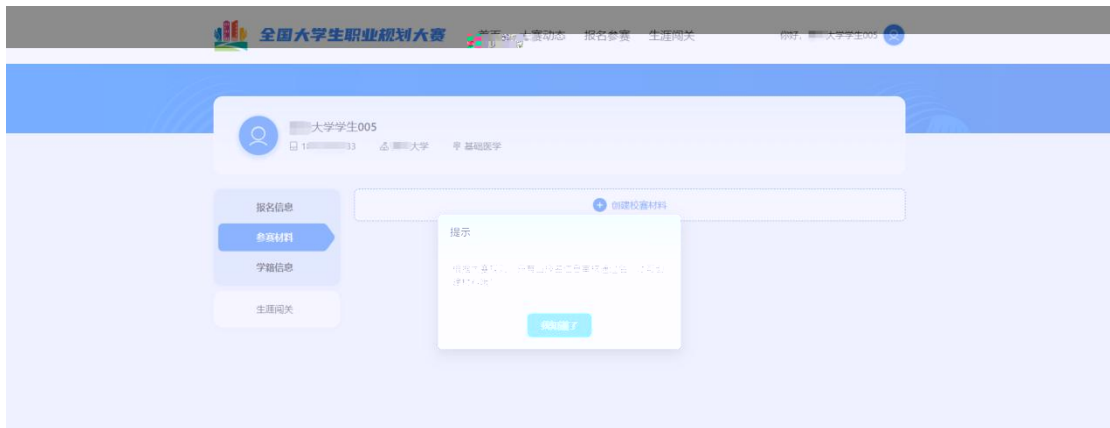 全国大学生职业规划大赛
首页 大赛动态 报名参赛 生涯闯关
你好, 大学学生005
大学学生005
33 大学 基础医学
报名信息
参赛材料
学籍信息
生涯闯关
创建校赛材料
提示
我知道了